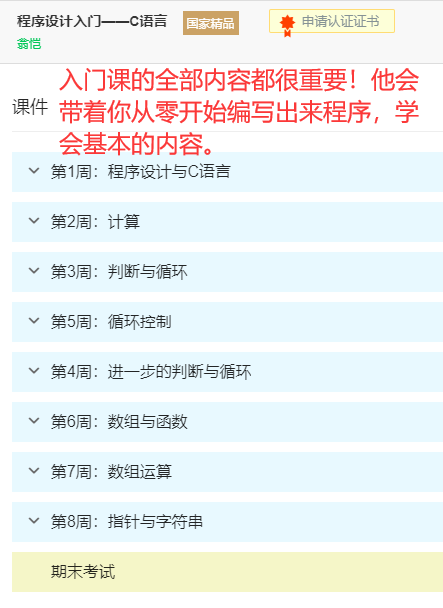 程序设计入门——C语言 国家精品 申请认证证书
翁恺
入门课的全部内容都很重要！他会
带着你从零开始编写出来程序，学
会基本的内容。
课件
第1周：程序设计与C语言
第2周：计算
第3周：判断与循环
第5周：循环控制
第4周：进一步的判断与循环
第6周：数组与函数
第7周：数组运算
第8周：指针与字符串
期末考试